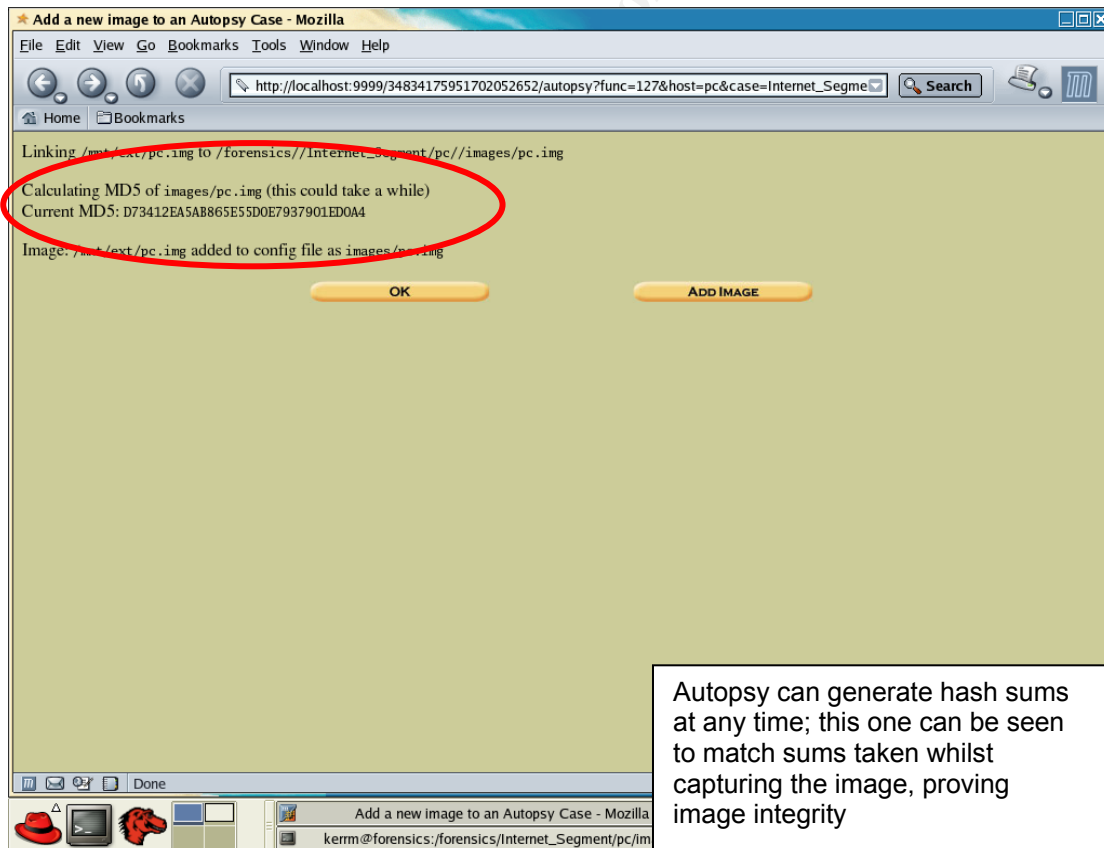 Add a new image to an Autopsy Case - Mozilla
File Edit View Go Bookmarks Tools Window Help
http://localhost:9999/34834175951702052652/autopsy?func=127&host=pc&case=Internet_Segme
Search
Home Bookmarks
Linking /mnt/ext/pc.img to /forensics//Internet_Segment/pc//images/pc.img
Calculating MD5 of images/pc.img (this could take a while)
Current MD5: D73412EA5AB865E55D0E7937901ED0A4
Image: /mnt/ext/pc.img added to config file as images/pc.img
OK ADD IMAGE
Autopsy can generate hash sums
at any time; this one can be seen
to match sums taken whilst
capturing the image, proving
image integrity
Done
Add a new image to an Autopsy Case - Mozilla
kerrm@forensics:/forensics/Internet_Segment/pc/im